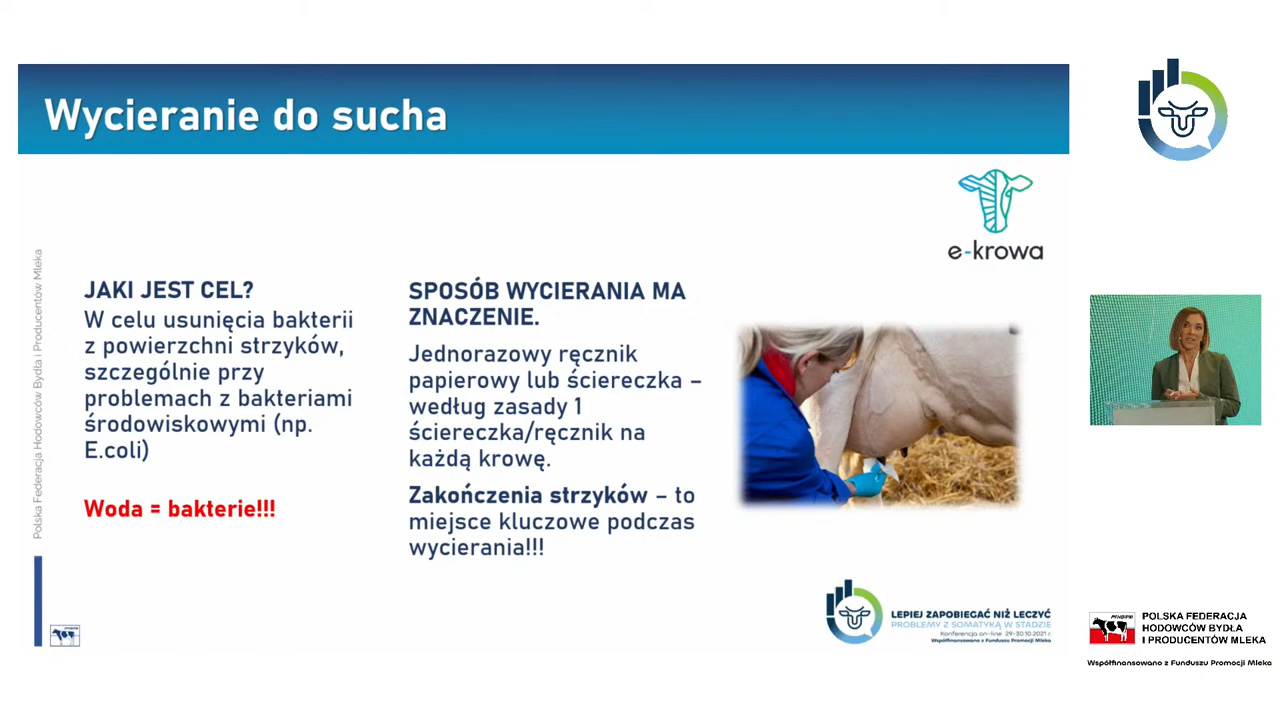 Wycieranie do sucha
e-krowa
Polska Federacja Hodowców Bydła i Producentów Mleka
JAKI JEST CEL?
W celu usunięcia bakterii
z powierzchni strzyków,
szczególnie przy
problemach z bakteriami
środowiskowymi (np.
E.coli)
Woda = bakterie!!!
SPOSÓB WYCIERANIA MA
ZNACZENIE.
Jednorazowy ręcznik
papierowy lub ściereczka –
według zasady 1
ściereczka/ręcznik na
każdą krowę.
Zakończenia strzyków – to
miejsce kluczowe podczas
wycierania!!!
LEPIEJ ZAPOBIEGAĆ NIŻ LECZYĆ
PROBLEMY Z SOMATYKĄ W STADZIE
Konferencja on-line 29-30.10.2021 r.
Współfinansowano z Funduszu Promocji Mleka
POLSKA FEDERACJA
HODOWCÓW BYDŁA
I PRODUCENTÓW MLEKA
Współfinansowano z Funduszu Promocji Mleka